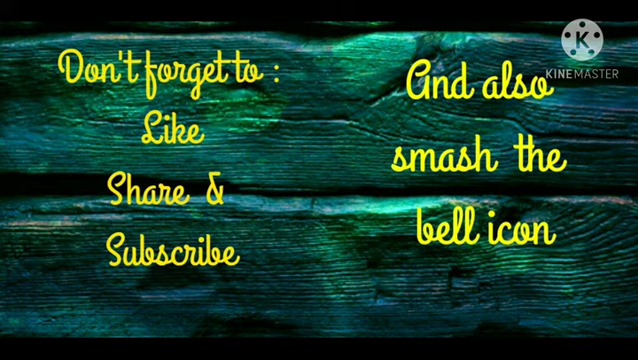 Don't forget to :
Like
Share &
Subscribe
And also
smash the
bell icon
KINEMASTER